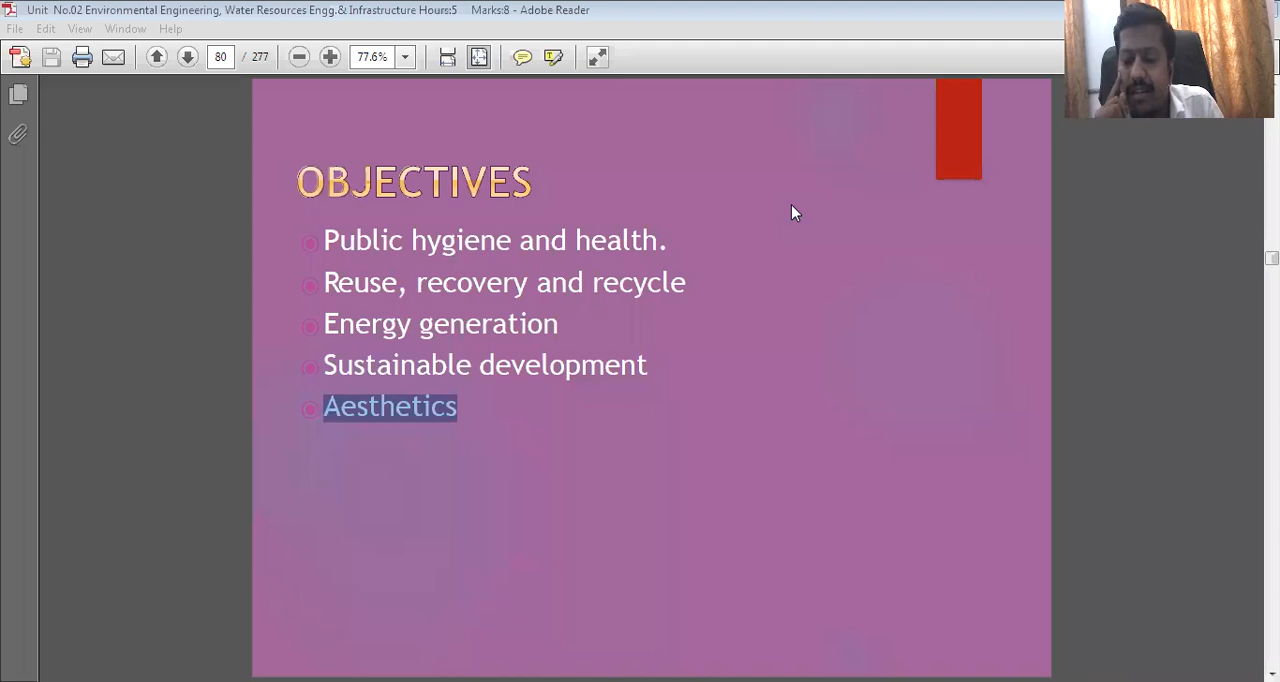 Unit No.02 Environmental Engineering, Water Resources Engg.& Infrastructure Hours:5 Marks:8 - Adobe Reader
File Edit View Window Help
80 / 277 77.6%
OBJECTIVES
Public hygiene and health.
Reuse, recovery and recycle
Energy generation
Sustainable development
Aesthetics